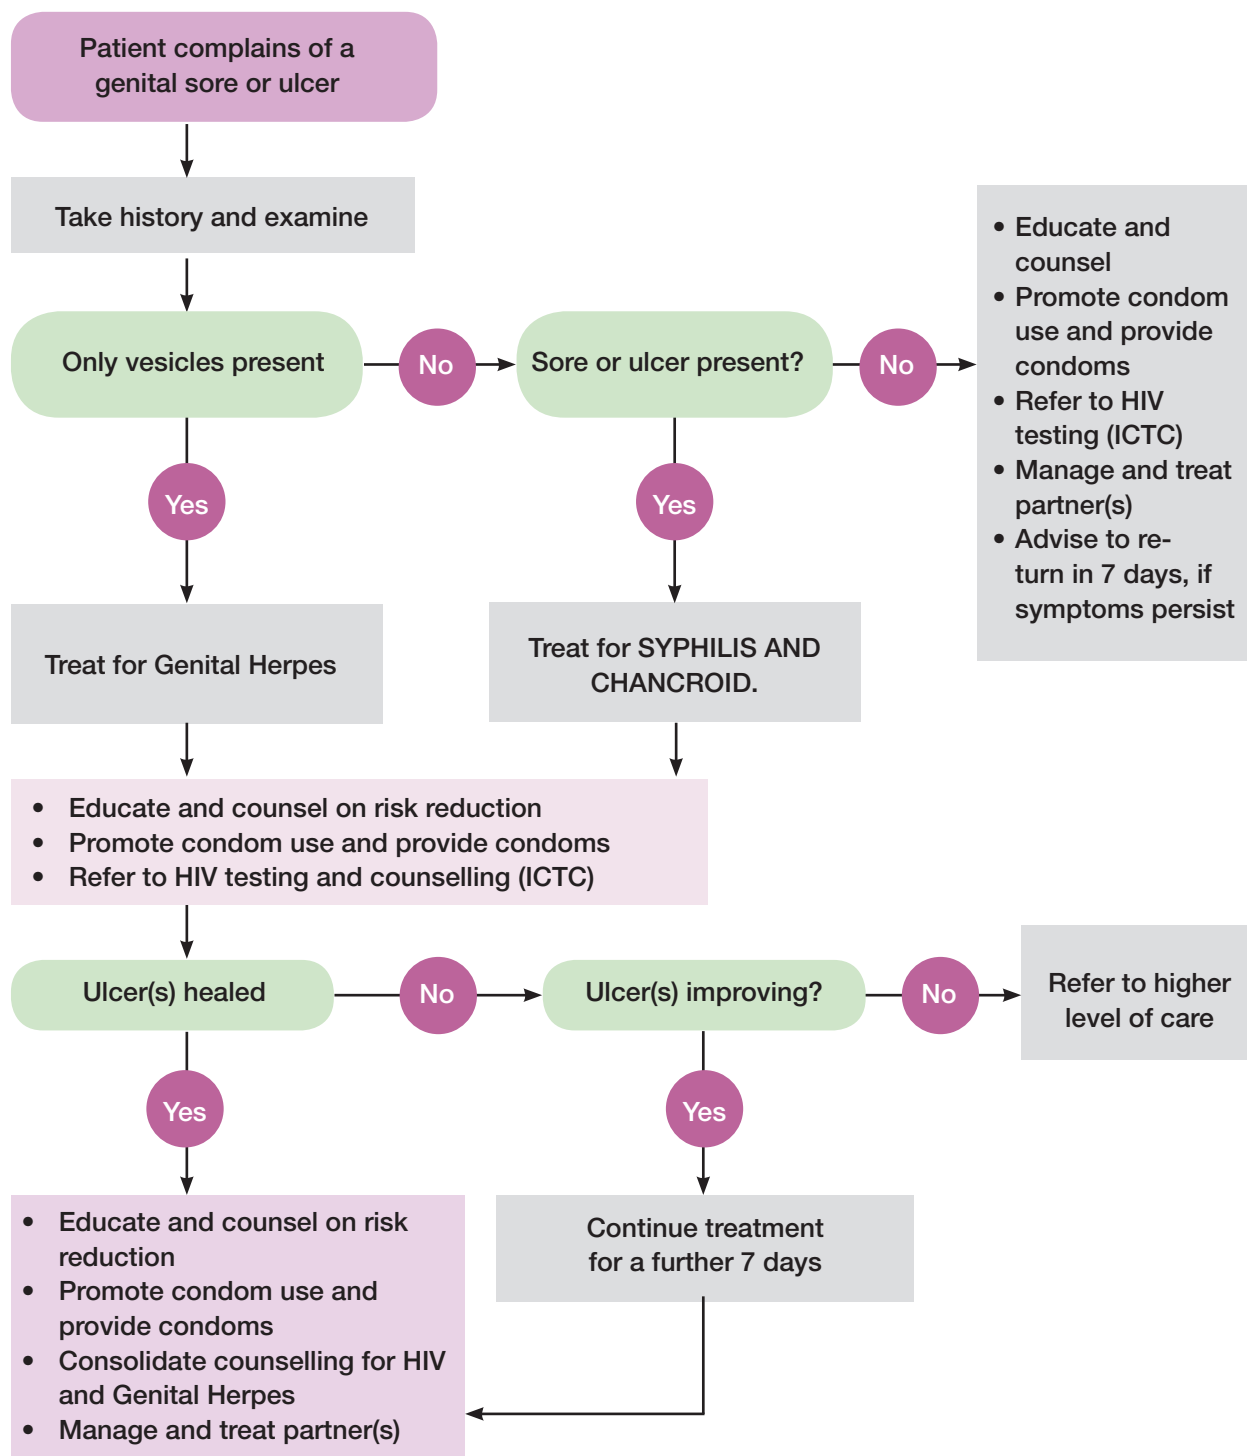 Patient complains of a
genital sore or ulcer
Take history and examine
Only vesicles present
No
Sore or ulcer present?
No
• Educate and
counsel
• Promote condom
use and provide
condoms
• Refer to HIV
testing (ICTC)
• Manage and treat
partner(s)
• Advise to re-
turn in 7 days, if
symptoms persist
Yes
Yes
Treat for Genital Herpes
Treat for SYPHILIS AND
CHANCROID.
• Educate and counsel on risk reduction
• Promote condom use and provide condoms
• Refer to HIV testing and counselling (ICTC)
Ulcer(s) healed
No
Ulcer(s) improving?
No
Refer to higher
level of care
Yes
Yes
• Educate and counsel on risk
reduction
• Promote condom use and
provide condoms
• Consolidate counselling for HIV
and Genital Herpes
• Manage and treat partner(s)
Continue treatment
for a further 7 days